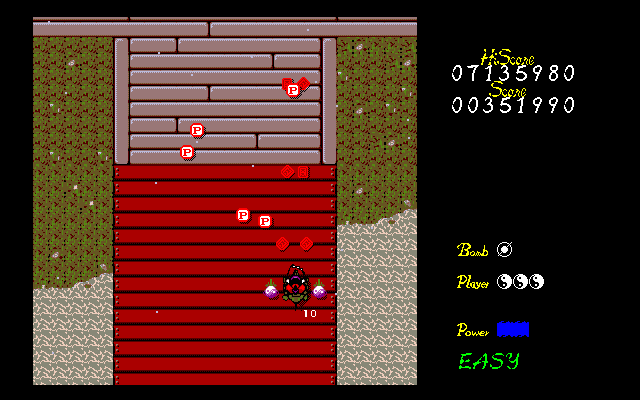 HiScore
07135980
Score
00351990
P
P
P
P
P
10
Bomb
Player
Power
EASY